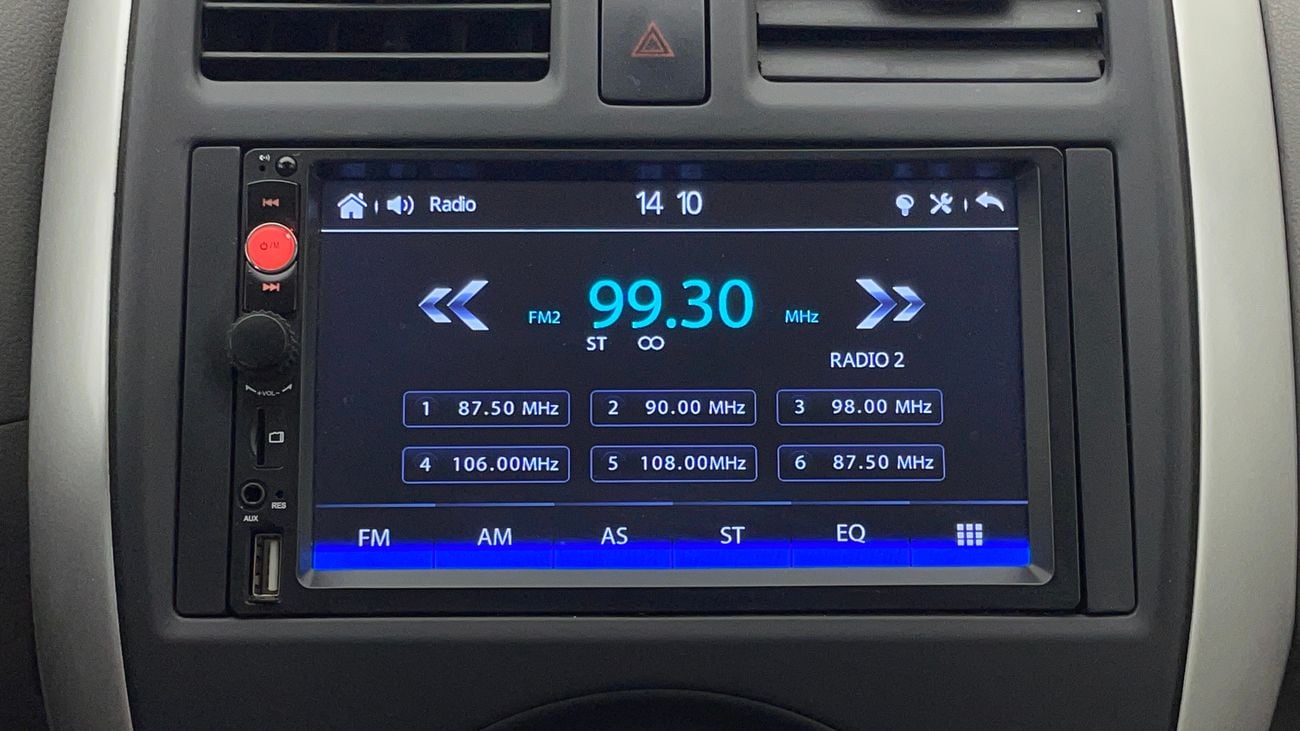 Radio
14 10
⏻/M
FM2 99.30 MHz
ST
RADIO 2
+VOL-
1 87.50 MHz
2 90.00 MHz
3 98.00 MHz
4 106.00MHz
5 108.00MHz
6 87.50 MHz
RES
AUX
FM AM AS ST EQ